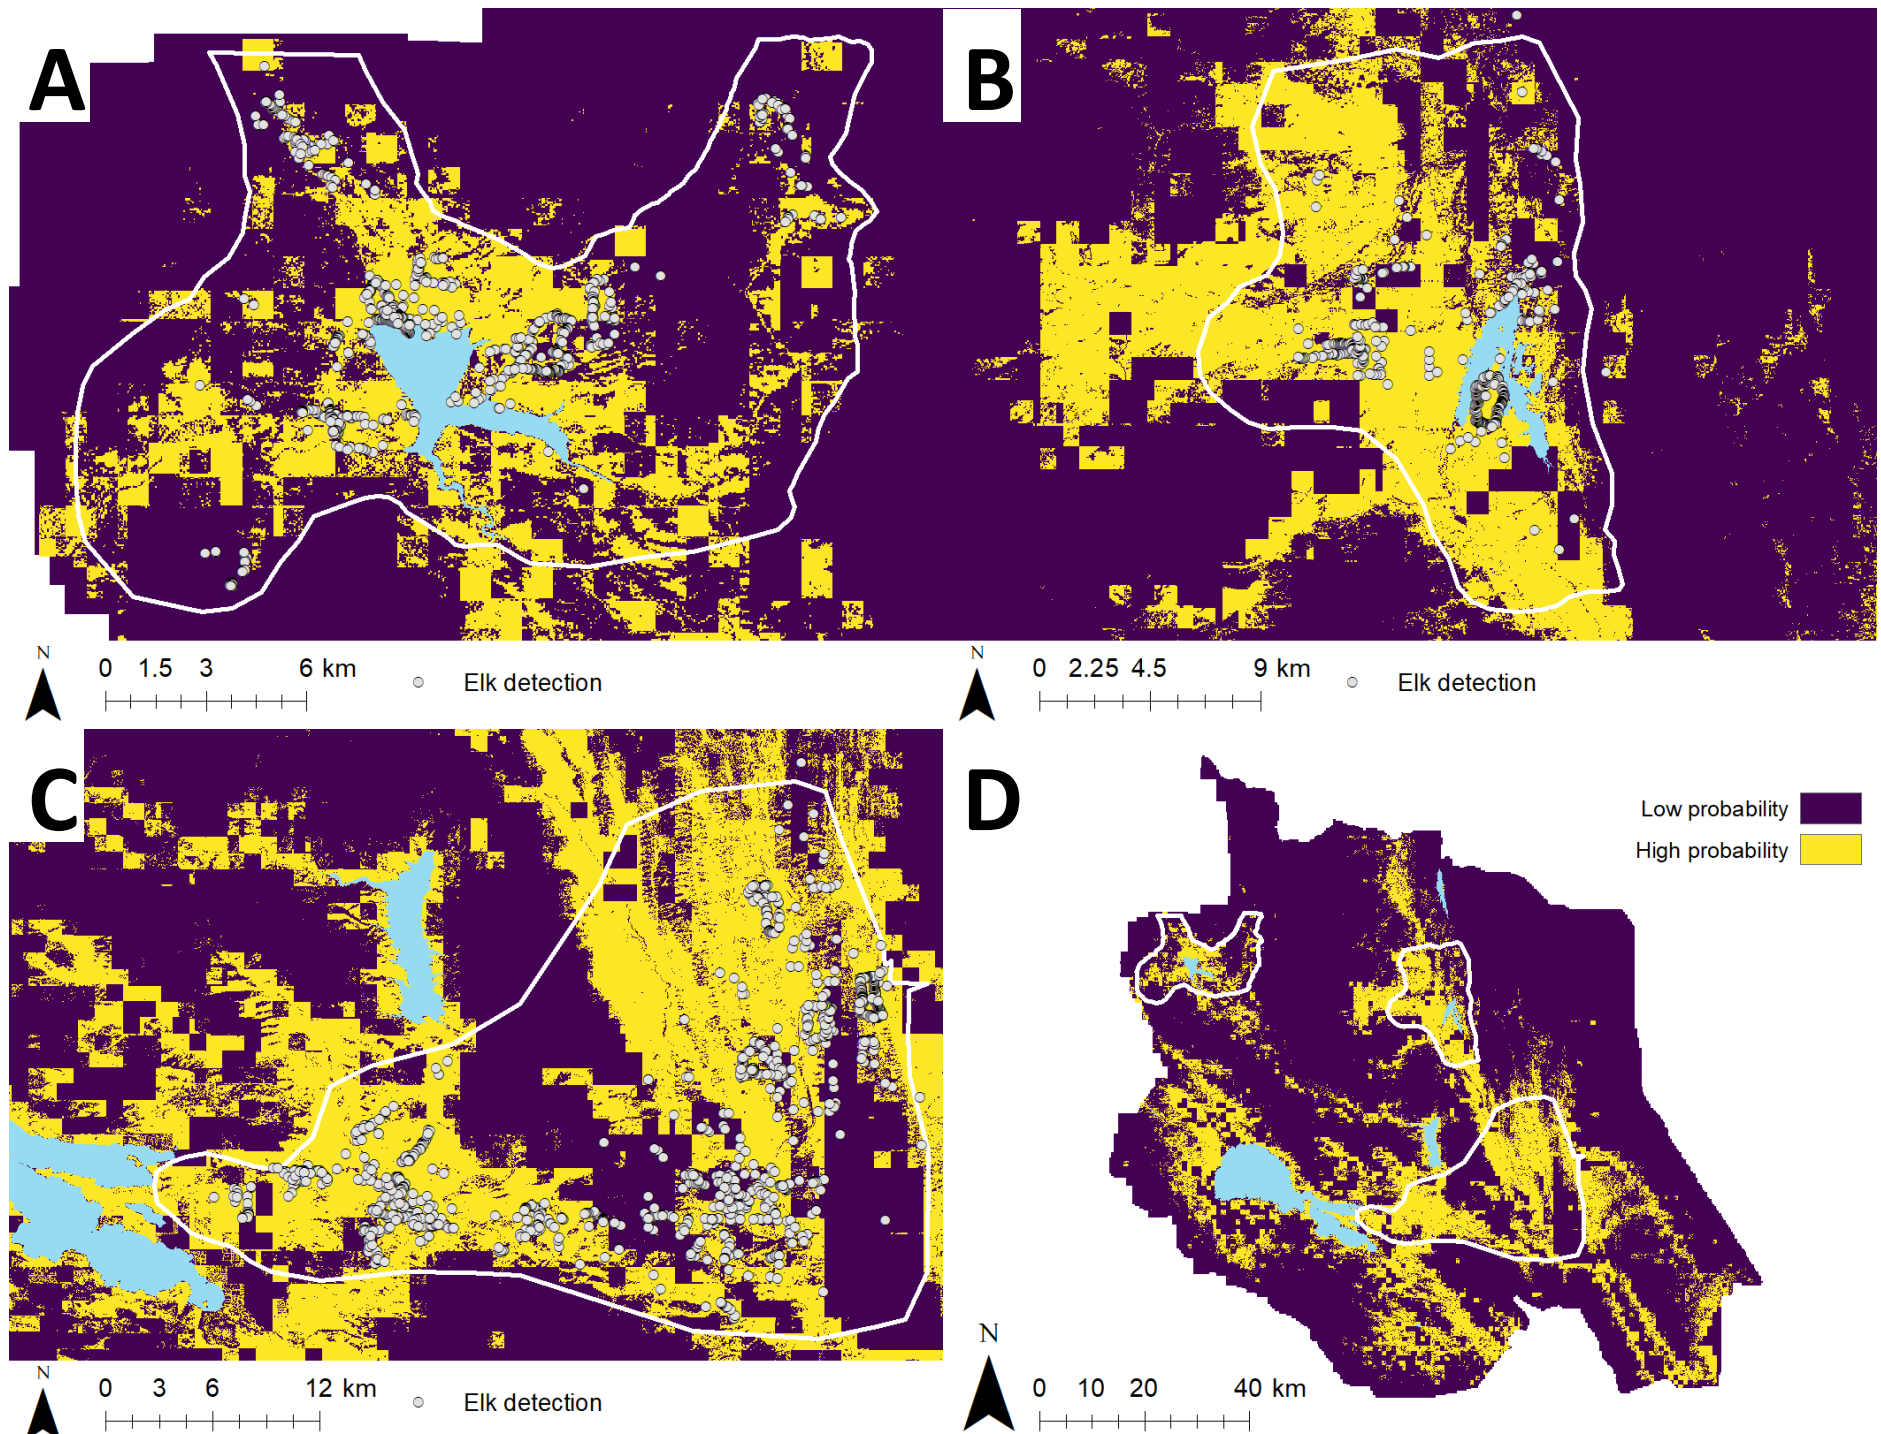 A
B
N
0 1.5 3 6 km
Elk detection
N
0 2.25 4.5 9 km
Elk detection
C
D
Low probability
High probability
N
0 3 6 12 km
Elk detection
N
0 10 20 40 km